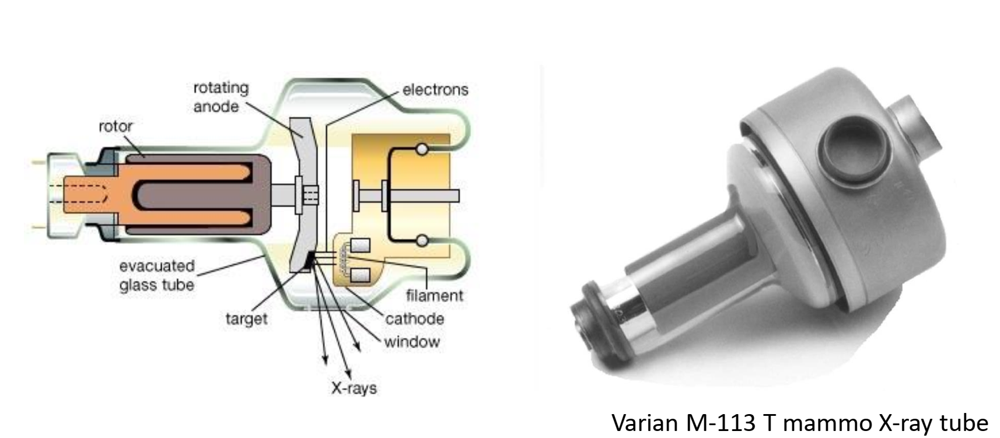 rotating
anode
electrons
rotor
evacuated
glass tube
filament
target
cathode
window
X-rays
Varian M-113 T mammo X-ray tube